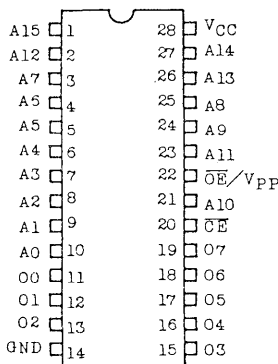 A15 1 28 VCC
A12 2 27 A14
A7 3 26 A13
A6 4 25 A8
A5 5 24 A9
A4 6 23 A11
A3 7 22 O̅E̅/VPP
A2 8 21 A10
A1 9 20 C̅E̅
A0 10 19 O7
O0 11 18 O6
O1 12 17 O5
O2 13 16 O4
GND 14 15 O3